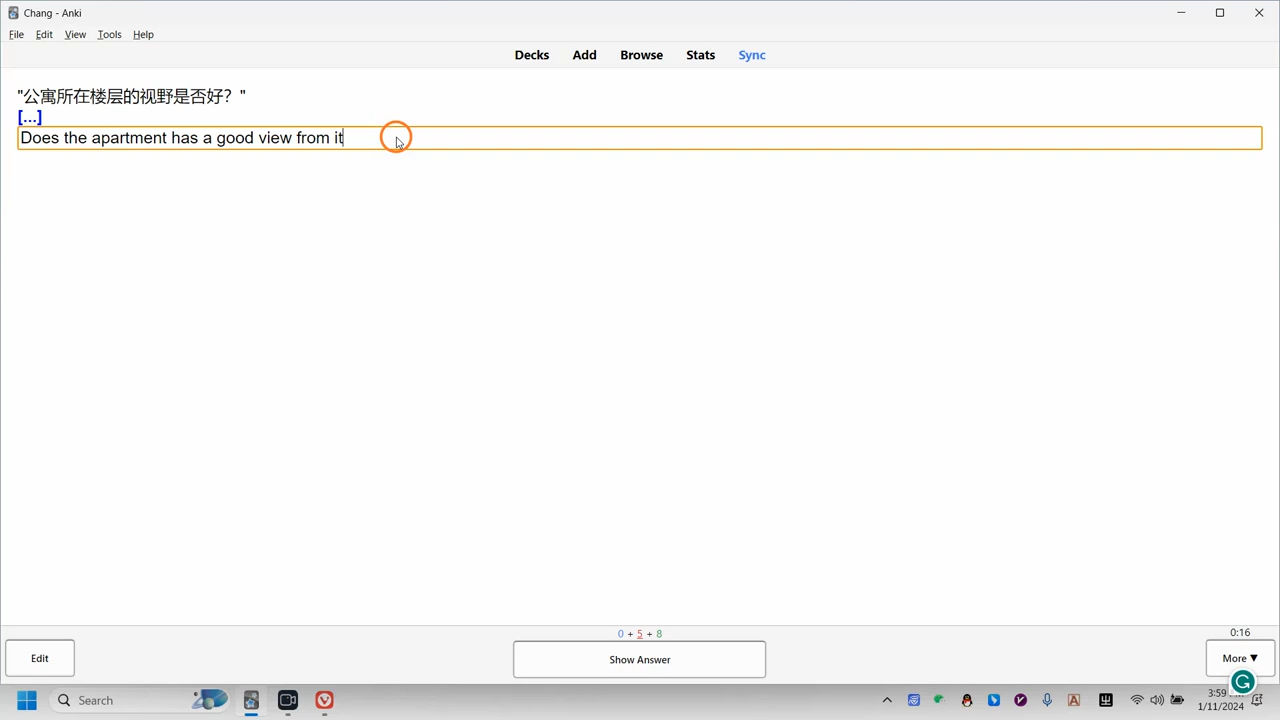 Chang - Anki
File Edit View Tools Help
Decks Add Browse Stats Sync
"公寓所在楼层的视野是否好？"
[...]
Does the apartment has a good view from it
0 + 5 + 8
0:16
Edit
Show Answer
More ▼
Search
3:59
1/11/2024